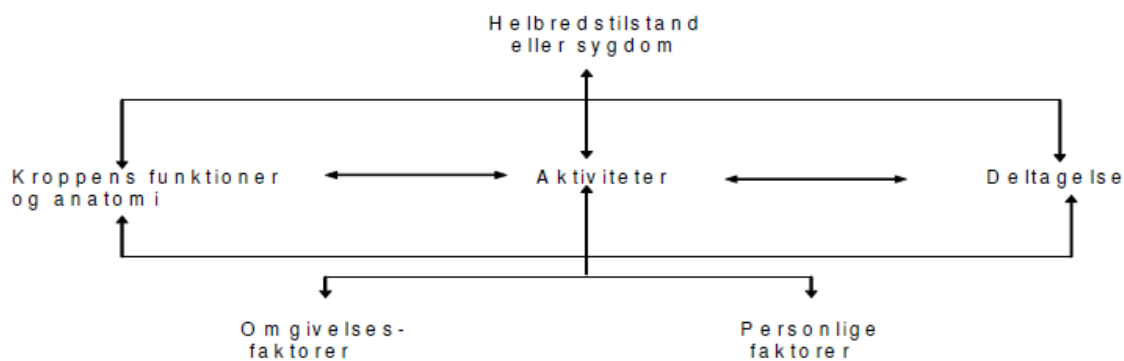 Helbredstilstand
eller sygdom
Kroppens funktioner
og anatomi
Aktiviteter
Deltagelse
Omgivelses-
faktorer
Personlige
faktorer